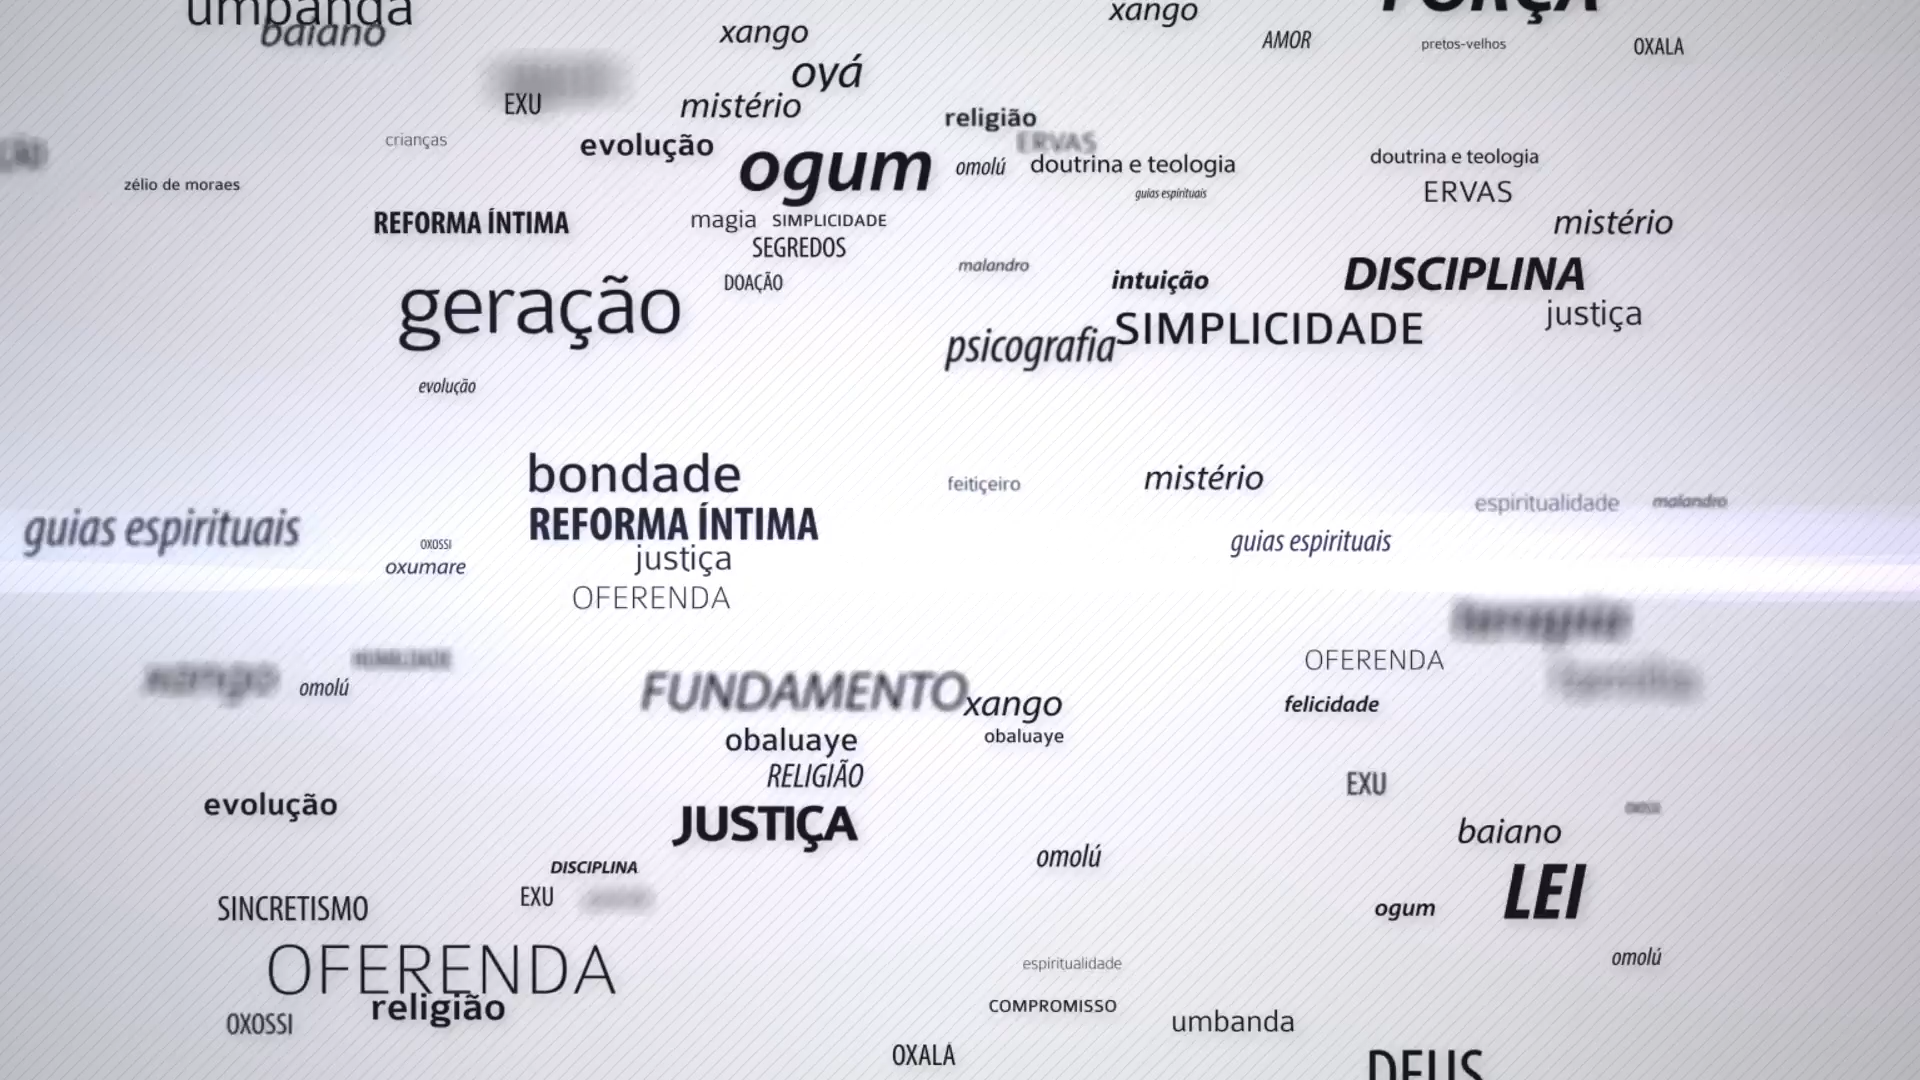 umbanda
baiano
xango
xango
FORÇA
AMOR
pretos-velhos
OXALA
oyá
EXU
mistério
religião
crianças
evolução
ERVAS
ogum
omolú
doutrina e teologia
doutrina e teologia
zélio de moraes
guias espirituais
ERVAS
REFORMA ÍNTIMA
magia
SIMPLICIDADE
mistério
SEGREDOS
malandro
intuição
DISCIPLINA
DOAÇÃO
geração
justiça
psicografia
SIMPLICIDADE
evolução
bondade
feitiçeiro
mistério
espiritualidade
malandro
guias espirituais
REFORMA ÍNTIMA
guias espirituais
oxossi
oxumare
justiça
OFERENDA
xango
HUMILDADE
omolú
OFERENDA
família
FUNDAMENTO
xango
felicidade
obaluaye
obaluaye
RELIGIÃO
EXU
evolução
JUSTIÇA
oxossi
baiano
omolú
DISCIPLINA
LEI
EXU
SINCRETISMO
ogum
OFERENDA
omolú
espiritualidade
religião
COMPROMISSO
OXOSSI
umbanda
OXALA
DEUS